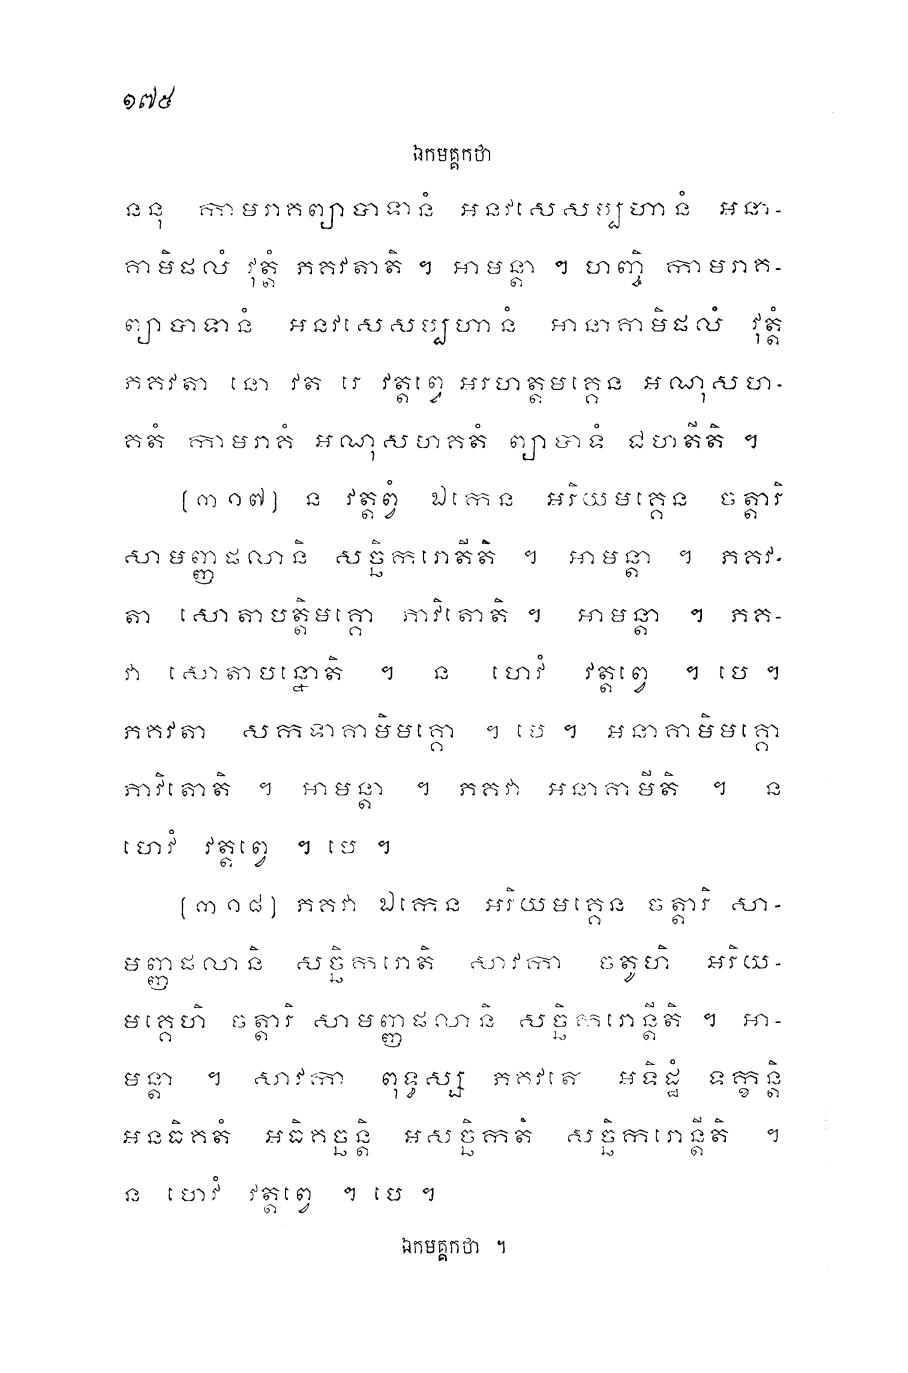 ១៧៥
ឯកមគ្គកថា
ននុ កាមរាគព្យាបាទានំ អនវសេសប្បហានំ អនា-
គាមិផលំ វុត្តំ ភគវតាតិ ។ អាមន្តា ។ ហញ្ចិ កាមរាគ-
ព្យាបាទានំ អនវសេសប្បហានំ អានាគាមិផលំ វុត្តំ
ភគវតា នោ វត រេ វត្តព្វេ អរហត្តមគ្គេន អណុសហ-
គតំ កាមរាគំ អណុសហគតំ ព្យាបាទំ ជហតីតិ ។
[៣១៧] ន វត្តព្វំ ឯកេន អរិយមគ្គេន ចត្តារិ
សាមញ្ញផលានិ សច្ឆិករោតីតិ ។ អាមន្តា ។ ភគវ-
តា សោតាបត្តិមគ្គោ ភាវិតោតិ ។ អាមន្តា ។ ភគ-
វា សោតាបន្នោតិ ។ ន ហេវំ វត្តព្វេ ។ បេ ។
ភគវតា សកទាគាមិមគ្គោ ។ បេ ។ អនាគាមិមគ្គោ
ភាវិតោតិ ។ អាមន្តា ។ ភគវា អនាគាមីតិ ។ ន
ហេវំ វត្តព្វេ ។ បេ ។
[៣១៨] ភគវា ឯកេន អរិយមគ្គេន ចត្តារិ សា-
មញ្ញផលានិ សច្ឆិករោតិ សាវកា ចតូហិ អរិយ-
មគ្គេហិ ចត្តារិ សាមញ្ញផលានិ សច្ឆិករោន្តីតិ ។ អា-
មន្តា ។ សាវកា ពុទ្ធស្ស ភគវតោ អទិដ្ឋំ ទក្ខន្តិ
អនធិគតំ អធិគច្ឆន្តិ អសច្ឆិកតំ សច្ឆិករោន្តីតិ ។
ន ហេវំ វត្តព្វេ ។ បេ ។
ឯកមគ្គកថា ។